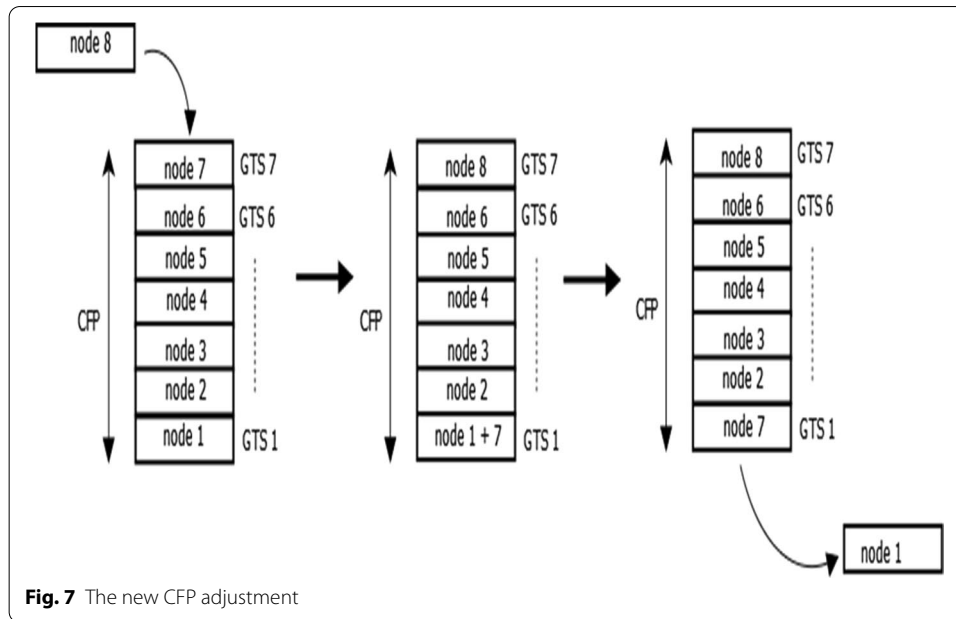 node 8
node 7 GTS 7
node 6 GTS 6
node 5
node 4
CFP
node 3
node 2
node 1 GTS 1
node 8 GTS 7
node 6 GTS 6
node 5
node 4
CFP
node 3
node 2
node 1 + 7 GTS 1
node 8 GTS 7
node 6 GTS 6
node 5
node 4
CFP
node 3
node 2
node 7 GTS 1
node 1
Fig. 7 The new CFP adjustment